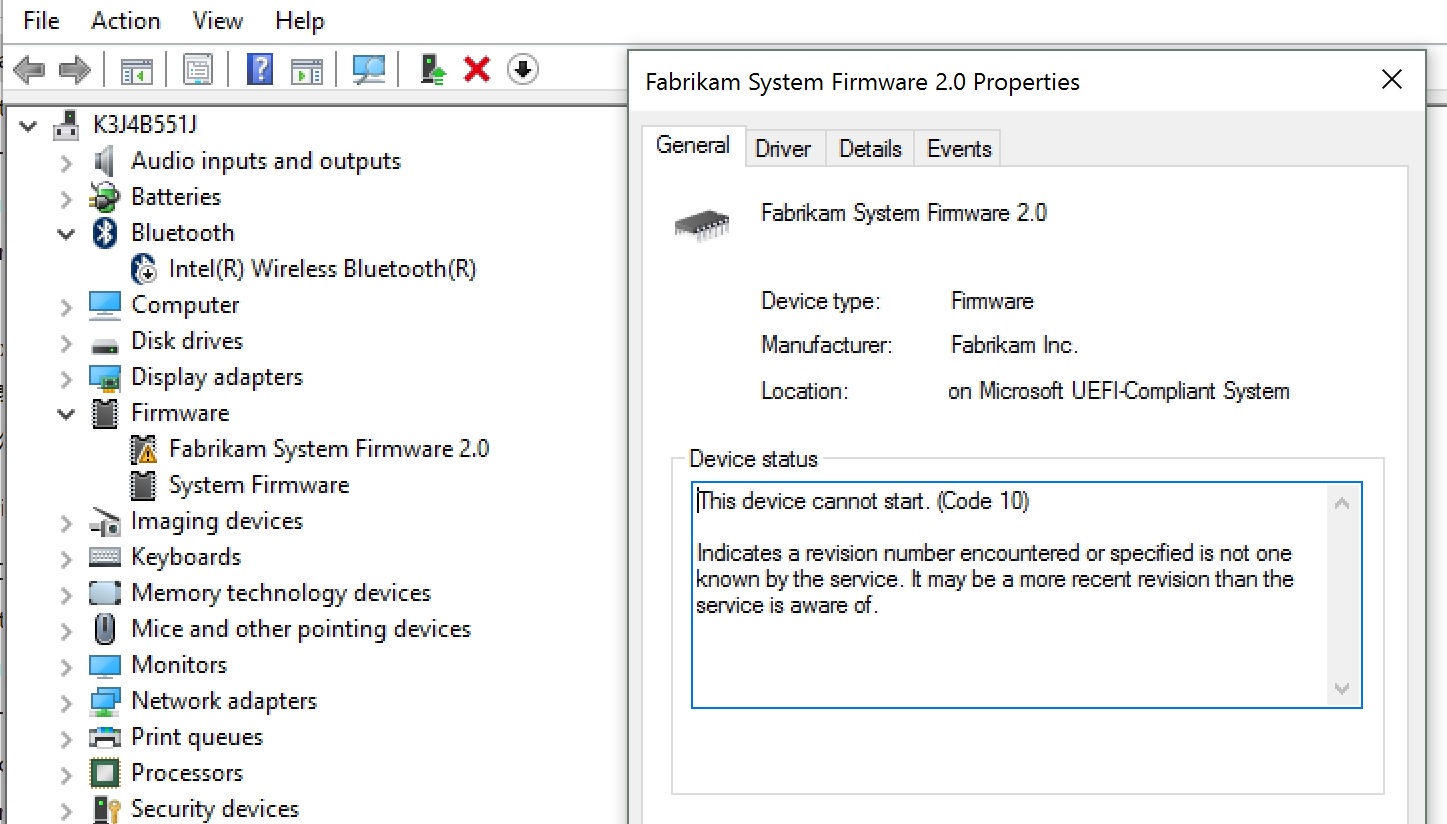 File Action View Help
K3J4B551J
Audio inputs and outputs
Batteries
Bluetooth
Intel(R) Wireless Bluetooth(R)
Computer
Disk drives
Display adapters
Firmware
Fabrikam System Firmware 2.0
System Firmware
Imaging devices
Keyboards
Memory technology devices
Mice and other pointing devices
Monitors
Network adapters
Print queues
Processors
Security devices
Fabrikam System Firmware 2.0 Properties
General Driver Details Events
Fabrikam System Firmware 2.0
Device type: Firmware
Manufacturer: Fabrikam Inc.
Location: on Microsoft UEFI-Compliant System
Device status
This device cannot start. (Code 10)
Indicates a revision number encountered or specified is not one
known by the service. It may be a more recent revision than the
service is aware of.